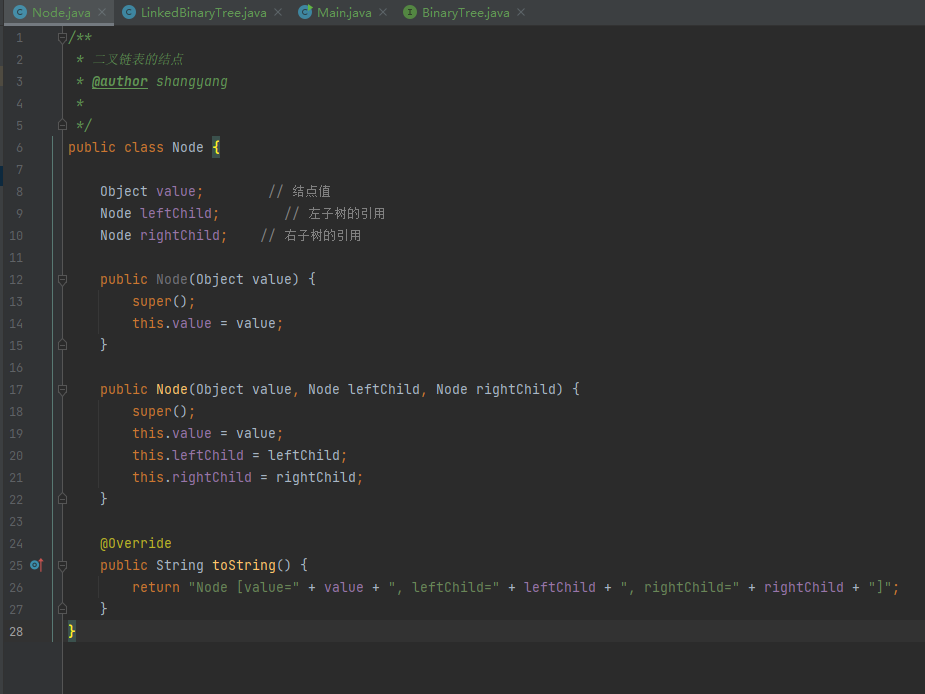 Node.java LinkedBinaryTree.java Main.java BinaryTree.java
1 /**
2 * 二叉链表的结点
3 * @author shangyang
4 *
5 */
6 public class Node {
7
8 Object value; // 结点值
9 Node leftChild; // 左子树的引用
10 Node rightChild; // 右子树的引用
11
12 public Node(Object value) {
13 super();
14 this.value = value;
15 }
16
17 public Node(Object value, Node leftChild, Node rightChild) {
18 super();
19 this.value = value;
20 this.leftChild = leftChild;
21 this.rightChild = rightChild;
22 }
23
24 @Override
25 public String toString() {
26 return "Node [value=" + value + ", leftChild=" + leftChild + ", rightChild=" + rightChild + "]";
27 }
28 }